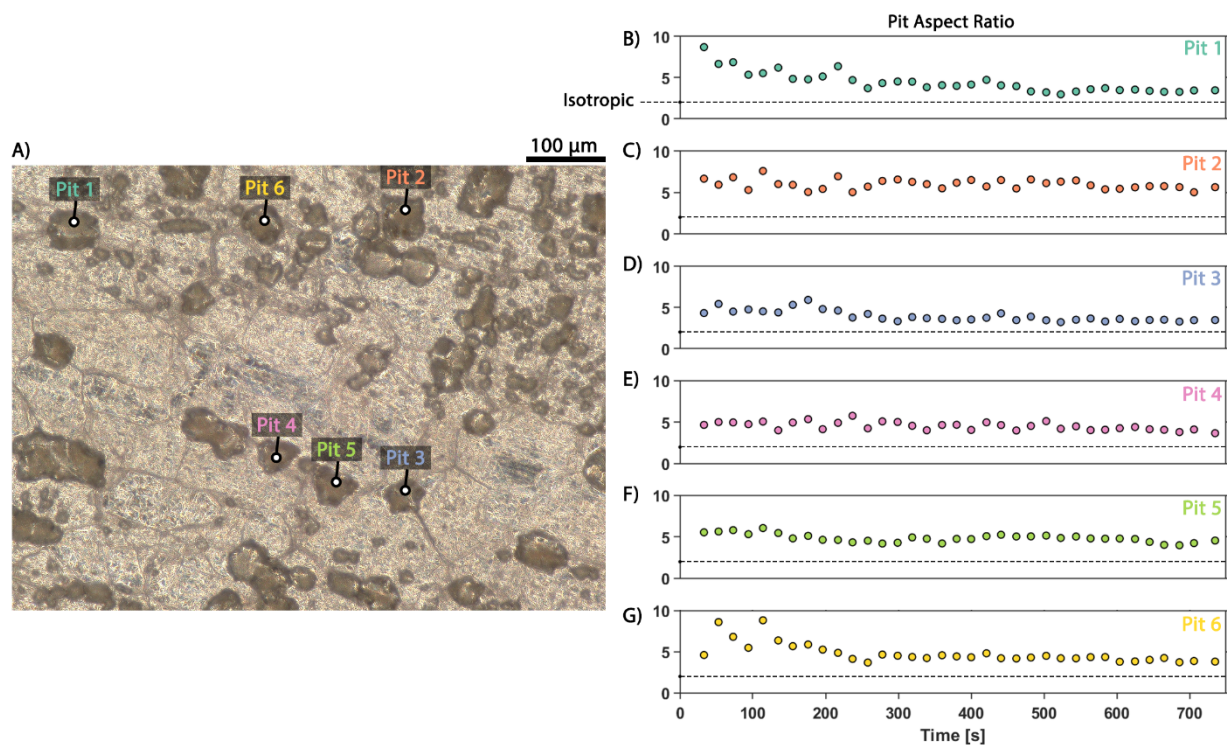 Pit Aspect Ratio
B)
10
5
0
Pit 1
Isotropic
A)
100 µm
Pit 1
Pit 6
Pit 2
Pit 4
Pit 5
Pit 3
C)
10
5
0
Pit 2
D)
10
5
0
Pit 3
E)
10
5
0
Pit 4
F)
10
5
0
Pit 5
G)
10
5
0
Pit 6
0 100 200 300 400 500 600 700
Time [s]